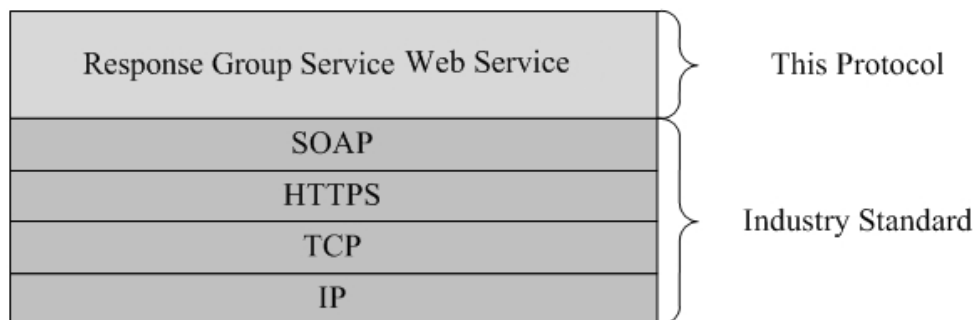 Response Group Service Web Service
This Protocol
SOAP
HTTPS
TCP
IP
Industry Standard